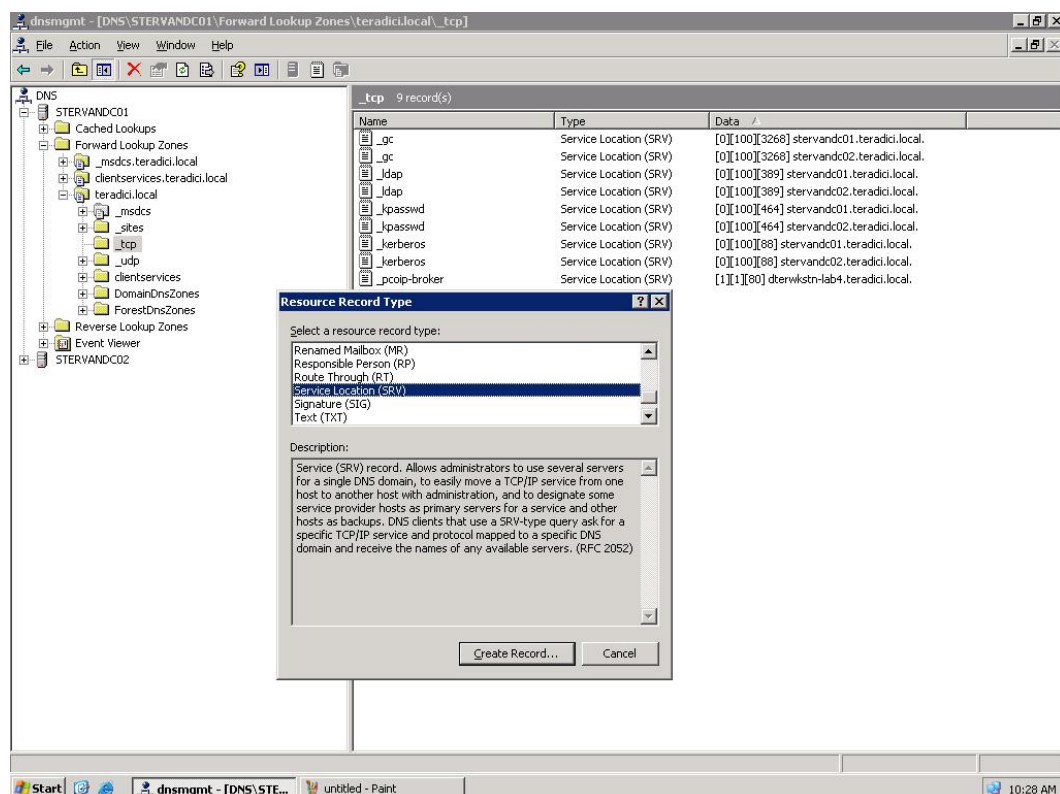 dnsmgmt - [DNS\STERVANDC01\Forward Lookup Zones\teradici.local\_tcp]
File Action View Window Help
DNS
STERVANDC01
Cached Lookups
Forward Lookup Zones
_msdcs.teradici.local
clientservices.teradici.local
teradici.local
_msdcs
_sites
_tcp
_udp
clientservices
DomainDnsZones
ForestDnsZones
Reverse Lookup Zones
Event Viewer
STERVANDC02
_tcp 9 record(s)
Name Type Data
_gc Service Location (SRV) [0][100][3268] stervandc01.teradici.local.
_gc Service Location (SRV) [0][100][3268] stervandc02.teradici.local.
_ldap Service Location (SRV) [0][100][389] stervandc01.teradici.local.
_ldap Service Location (SRV) [0][100][389] stervandc02.teradici.local.
_kpasswd Service Location (SRV) [0][100][464] stervandc01.teradici.local.
_kpasswd Service Location (SRV) [0][100][464] stervandc02.teradici.local.
_kerberos Service Location (SRV) [0][100][88] stervandc01.teradici.local.
_kerberos Service Location (SRV) [0][100][88] stervandc02.teradici.local.
_pcoip-broker Service Location (SRV) [1][1][80] dterwkstn-lab4.teradici.local.
Resource Record Type
Select a resource record type:
Renamed Mailbox (MR)
Responsible Person (RP)
Route Through (RT)
Service Location (SRV)
Signature (SIG)
Text (TXT)
Description:
Service (SRV) record. Allows administrators to use several servers
for a single DNS domain, to easily move a TCP/IP service from one
host to another host with administration, and to designate some
service provider hosts as primary servers for a service and other
hosts as backups. DNS clients that use a SRV-type query ask for a
specific TCP/IP service and protocol mapped to a specific DNS
domain and receive the names of any available servers. (RFC 2052)
Create Record... Cancel
Start dnsmgmt - [DNS\STE... untitled - Paint 10:28 AM